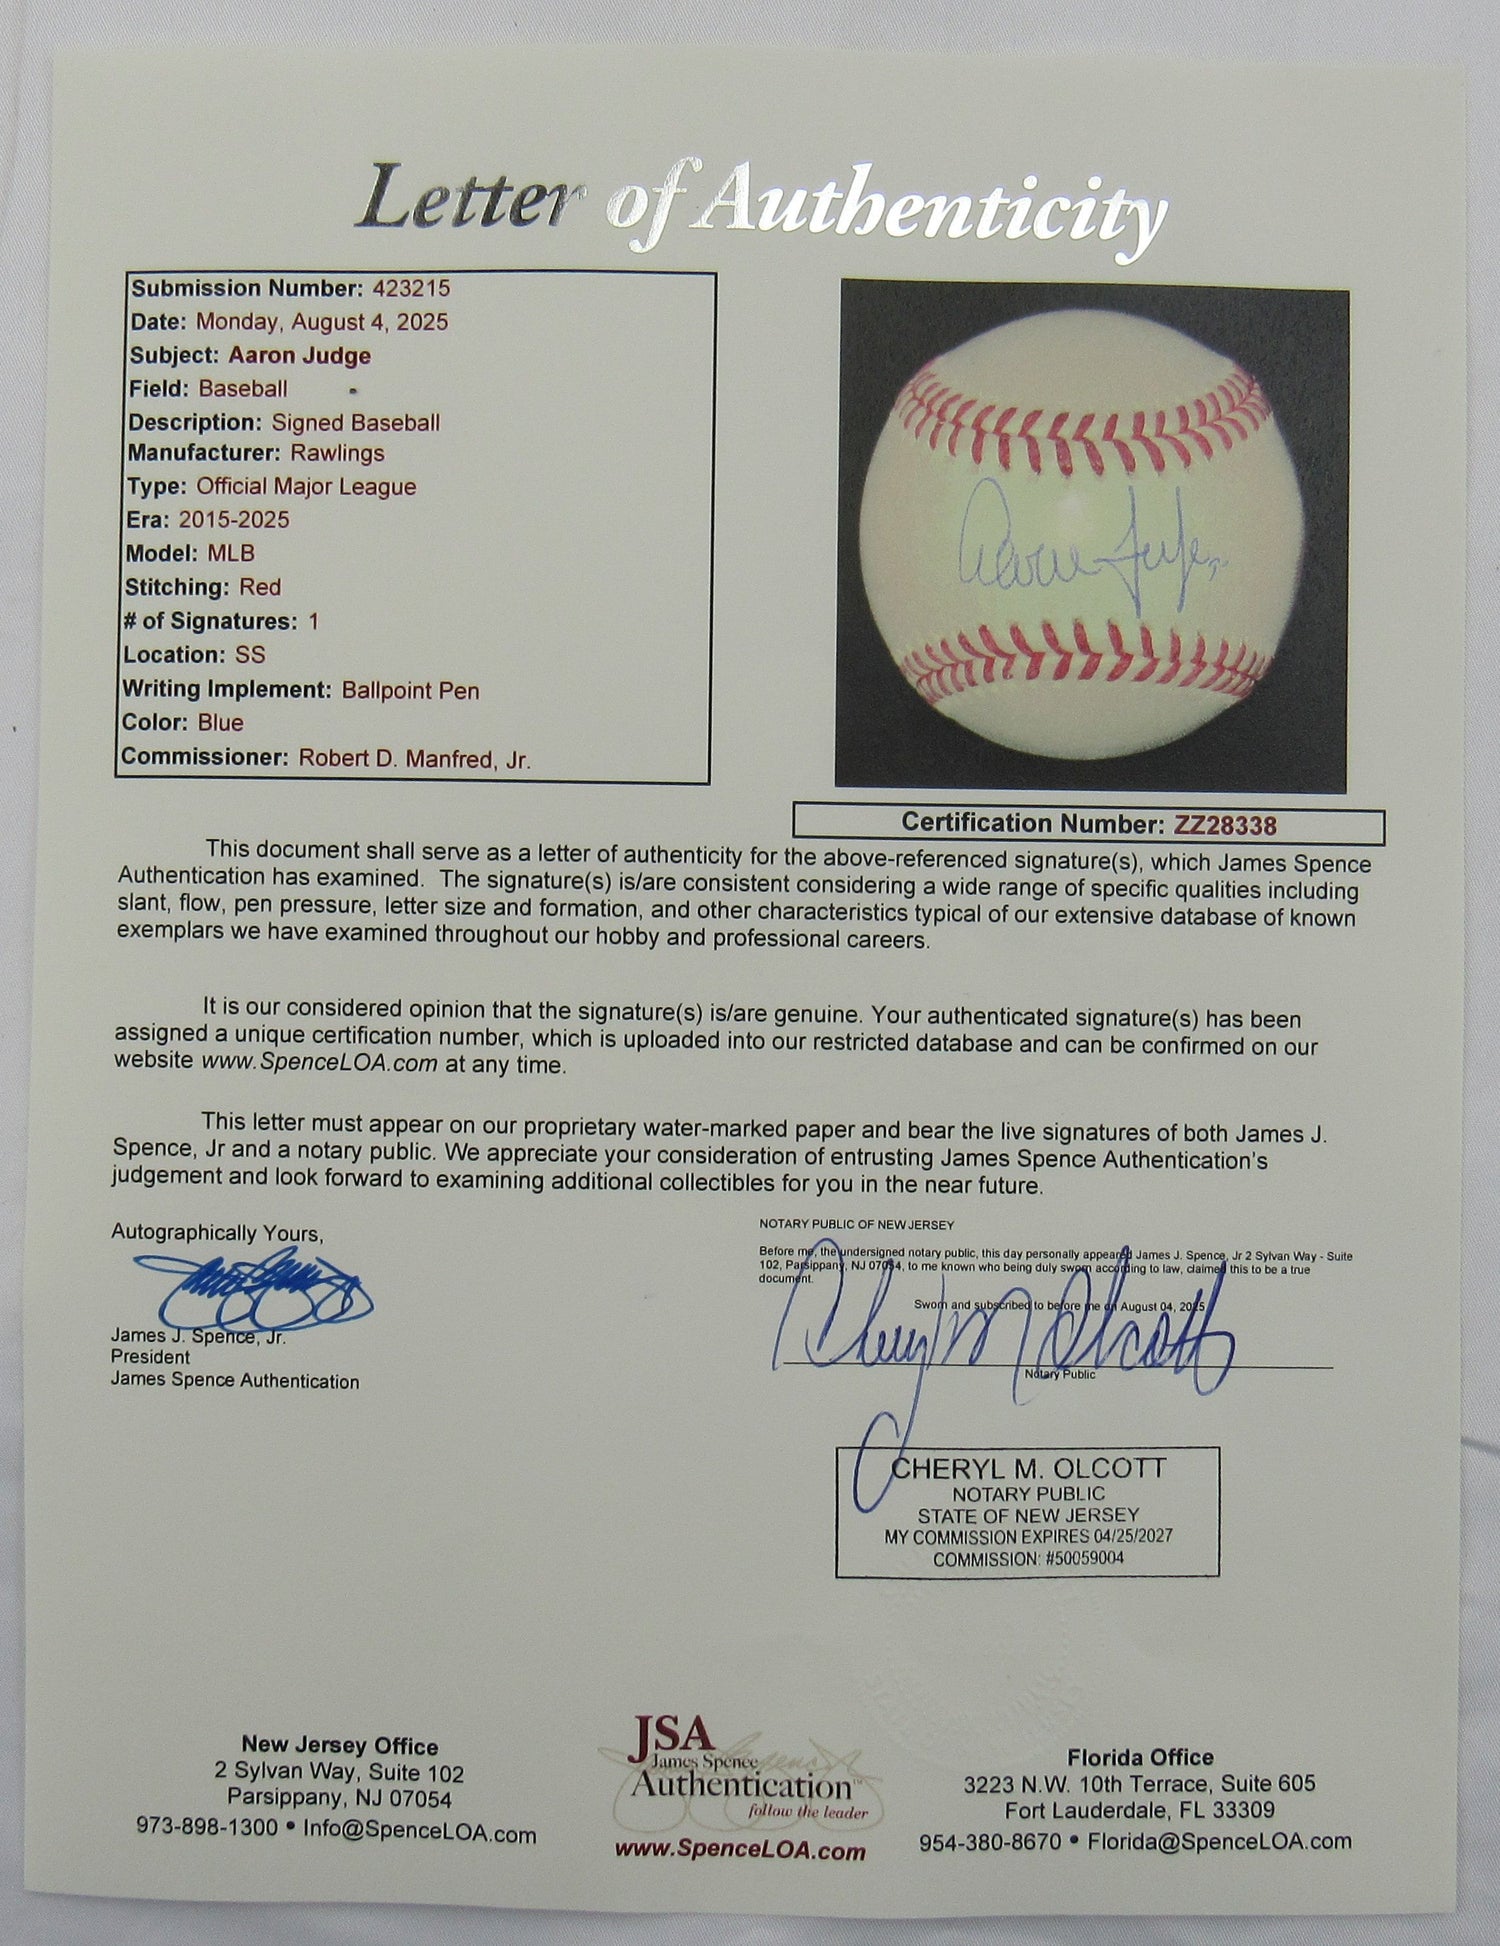 Letter of Authenticity
Submission Number: 423215
Date: Monday, August 4, 2025
Subject: Aaron Judge
Field: Baseball
Description: Signed Baseball
Manufacturer: Rawlings
Type: Official Major League
Era: 2015-2025
Model: MLB
Stitching: Red
# of Signatures: 1
Location: SS
Writing Implement: Ballpoint Pen
Color: Blue
Commissioner: Robert D. Manfred, Jr.
Certification Number: ZZ28338
This document shall serve as a letter of authenticity for the above-referenced signature(s), which James Spence
Authentication has examined. The signature(s) is/are consistent considering a wide range of specific qualities including
slant, flow, pen pressure, letter size and formation, and other characteristics typical of our extensive database of known
exemplars we have examined throughout our hobby and professional careers.
It is our considered opinion that the signature(s) is/are genuine. Your authenticated signature(s) has been
assigned a unique certification number, which is uploaded into our restricted database and can be confirmed on our
website www.SpenceLOA.com at any time.
This letter must appear on our proprietary water-marked paper and bear the live signatures of both James J.
Spence, Jr and a notary public. We appreciate your consideration of entrusting James Spence Authentication's
judgement and look forward to examining additional collectibles for you in the near future.
Autographically Yours,
James J. Spence, Jr.
President
James Spence Authentication
NOTARY PUBLIC OF NEW JERSEY
Before me, the undersigned notary public, this day personally appeared James J. Spence, Jr 2 Sylvan Way - Suite
102, Parsippany, NJ 07054, to me known who being duly sworn according to law, claimed this to be a true
document.
Sworn and subscribed to before me on August 04, 2025
Cheryl M Olcott
Notary Public
CHERYL M. OLCOTT
NOTARY PUBLIC
STATE OF NEW JERSEY
MY COMMISSION EXPIRES 04/25/2027
COMMISSION: #50059004
New Jersey Office
2 Sylvan Way, Suite 102
Parsippany, NJ 07054
973-898-1300 • Info@SpenceLOA.com
JSA
James Spence
Authentication™
follow the leader
www.SpenceLOA.com
Florida Office
3223 N.W. 10th Terrace, Suite 605
Fort Lauderdale, FL 33309
954-380-8670 • Florida@SpenceLOA.com